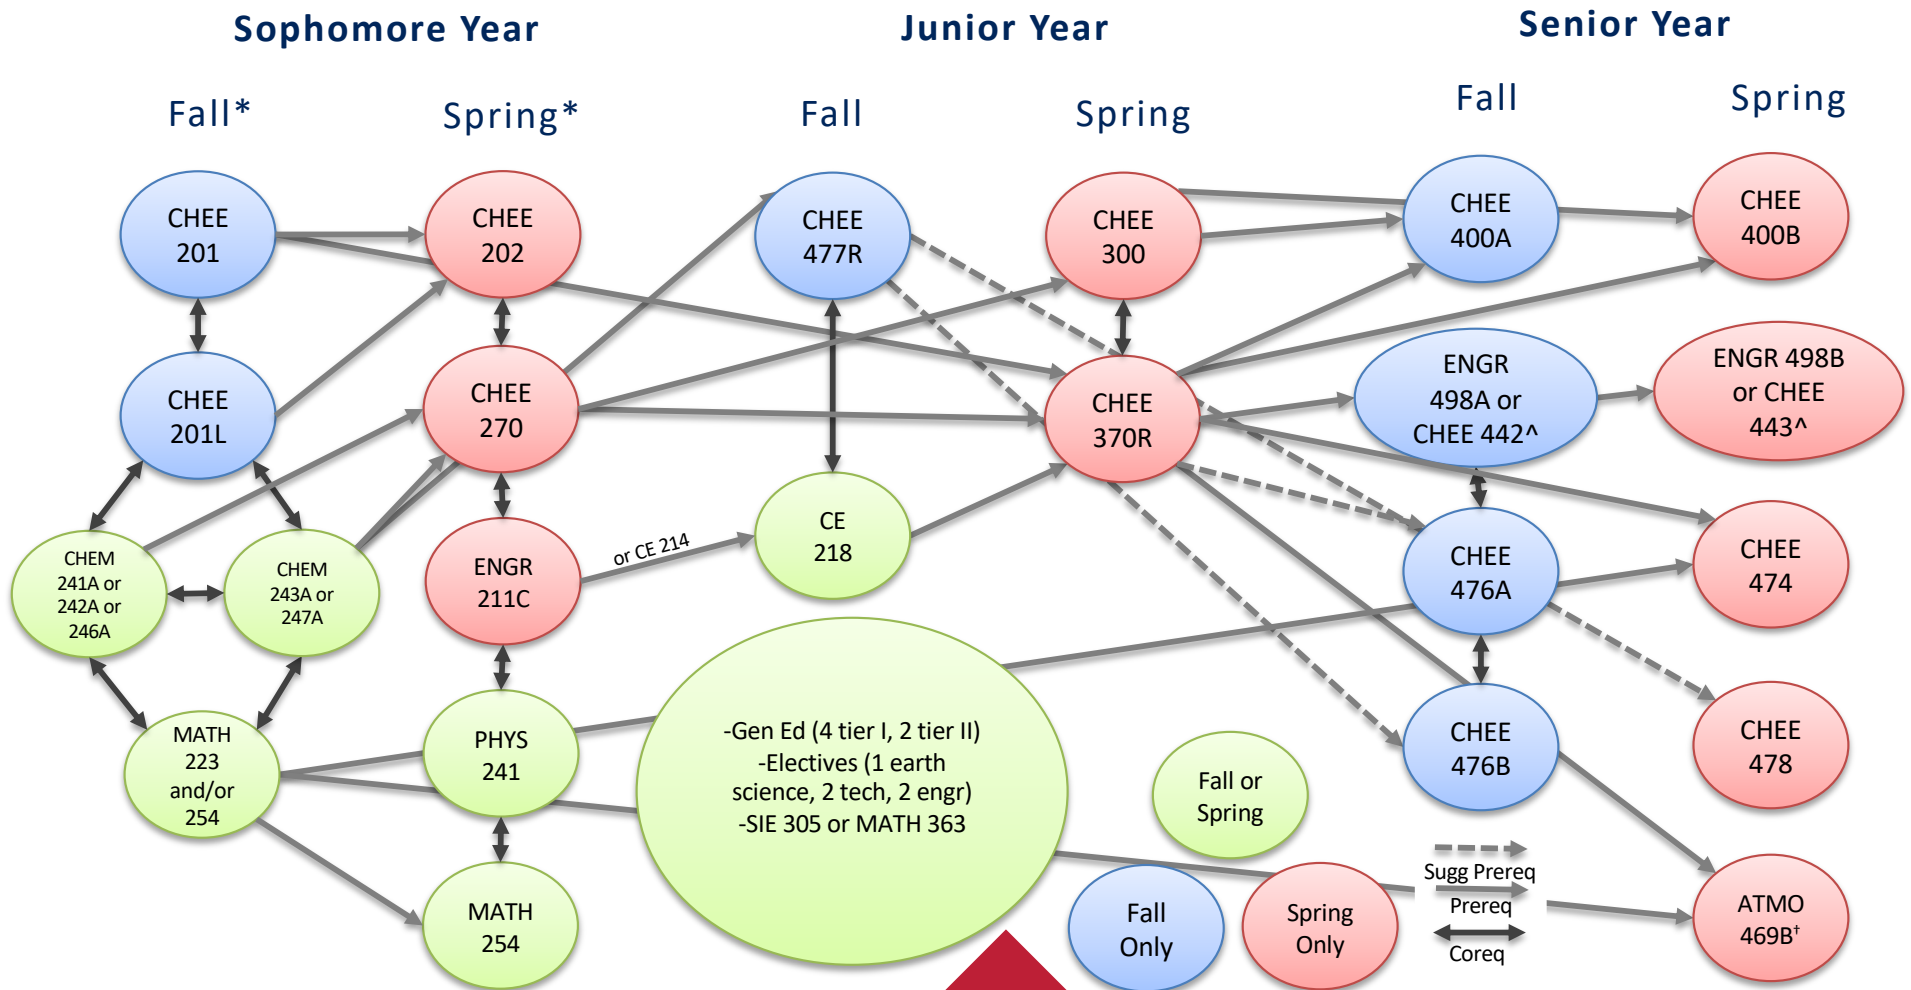 Sophomore Year
Junior Year
Senior Year
Fall*
Spring*
Fall
Spring
Fall
Spring
CHEE
201
CHEE
202
CHEE
477R
CHEE
300
CHEE
400A
CHEE
400B
CHEE
201L
CHEE
270
CHEE
370R
ENGR
498A or
CHEE 442^
ENGR 498B
or CHEE
443^
CHEM
241A or
242A or
246A
CHEM
243A or
247A
ENGR
211C
or CE 214
CE
218
CHEE
476A
CHEE
474
MATH
223
and/or
254
PHYS
241
-Gen Ed (4 tier I, 2 tier II)
-Electives (1 earth
science, 2 tech, 2 engr)
-SIE 305 or MATH 363
Fall or
Spring
CHEE
476B
CHEE
478
MATH
254
Fall
Only
Spring
Only
Sugg Prereq
Prereq
Coreq
ATMO
469B†